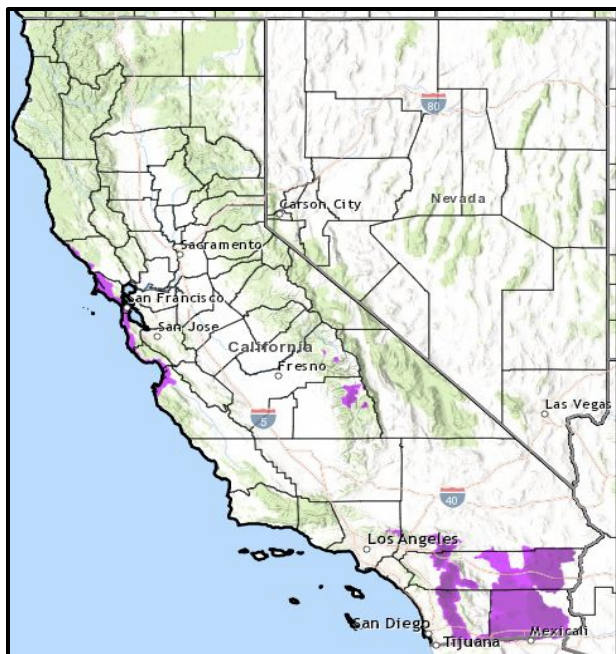 80
Nevada
Carson City
Sacramento
San Francisco
San Jose
California
Fresno
Las Vegas
5
40
Los Angeles
San Diego
Mexicali
Tijuana